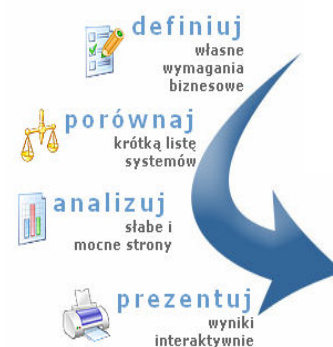 definiuj
własne
wymagania
biznesowe
porównaj
krótką listę
systemów
analizuj
słabe i
mocne strony
prezentuj
wyniki
interaktywnie